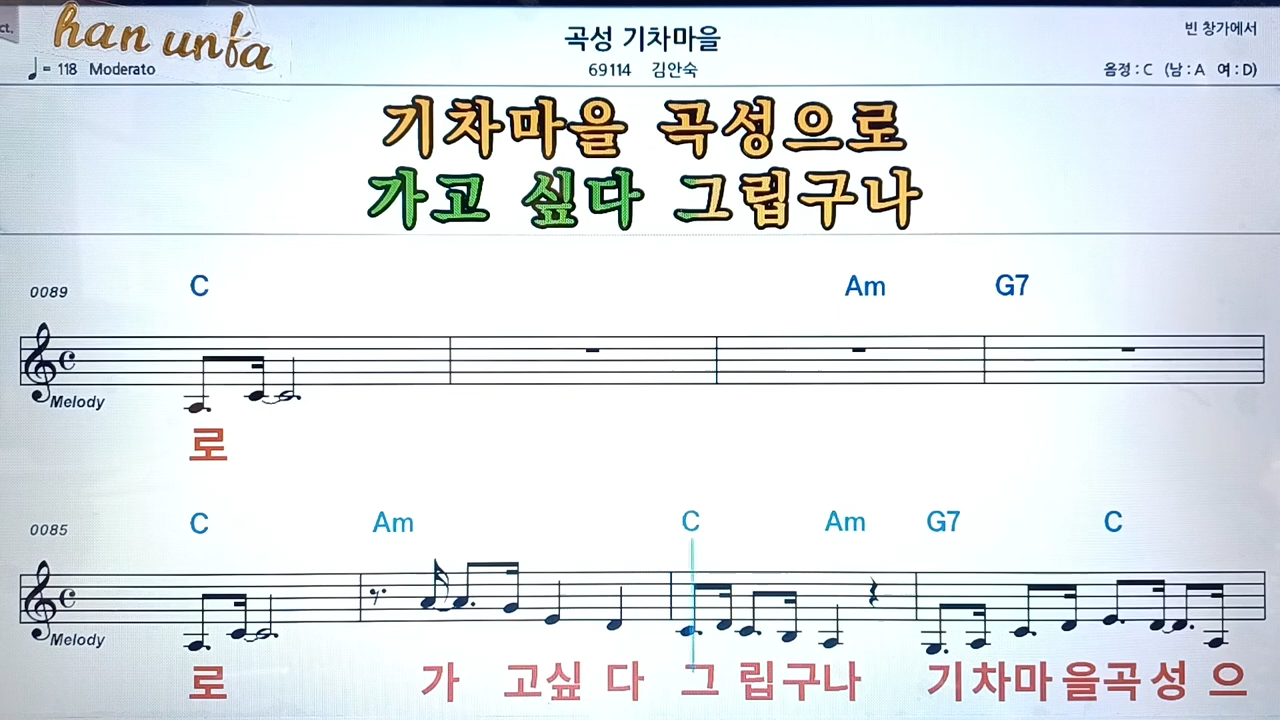 ct.
han unfa
곡성 기차마을
빈 창가에서
♩= 118 Moderato
69114 김안숙
음정 : C (남 : A 여 : D)
기차마을 곡성으로
가고 싶다 그립구나
0089
C Am G7
Melody
로
0085
C Am C Am G7 C
Melody
로 가 고싶 다 그 립구나 기차마 을곡 성 으